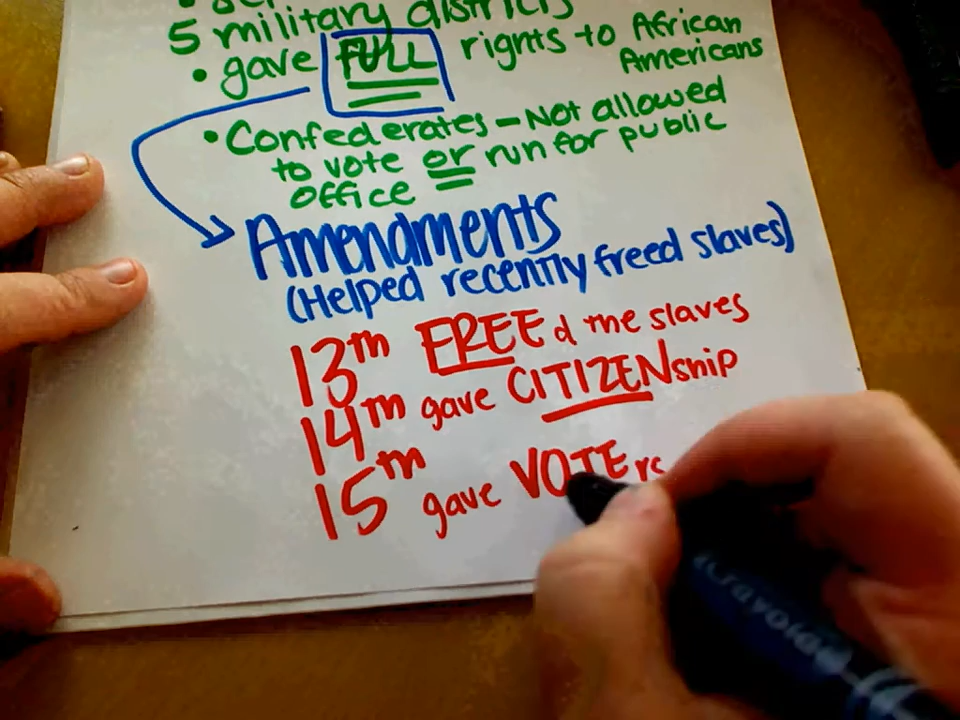 5 military districts
• gave FULL rights to African
Americans
• Confederates – Not allowed
to vote or run for public
office
Amendments
(Helped recently freed slaves)
13th FREEd the slaves
14th gave CITIZENship
15th gave VOTErs
crayola